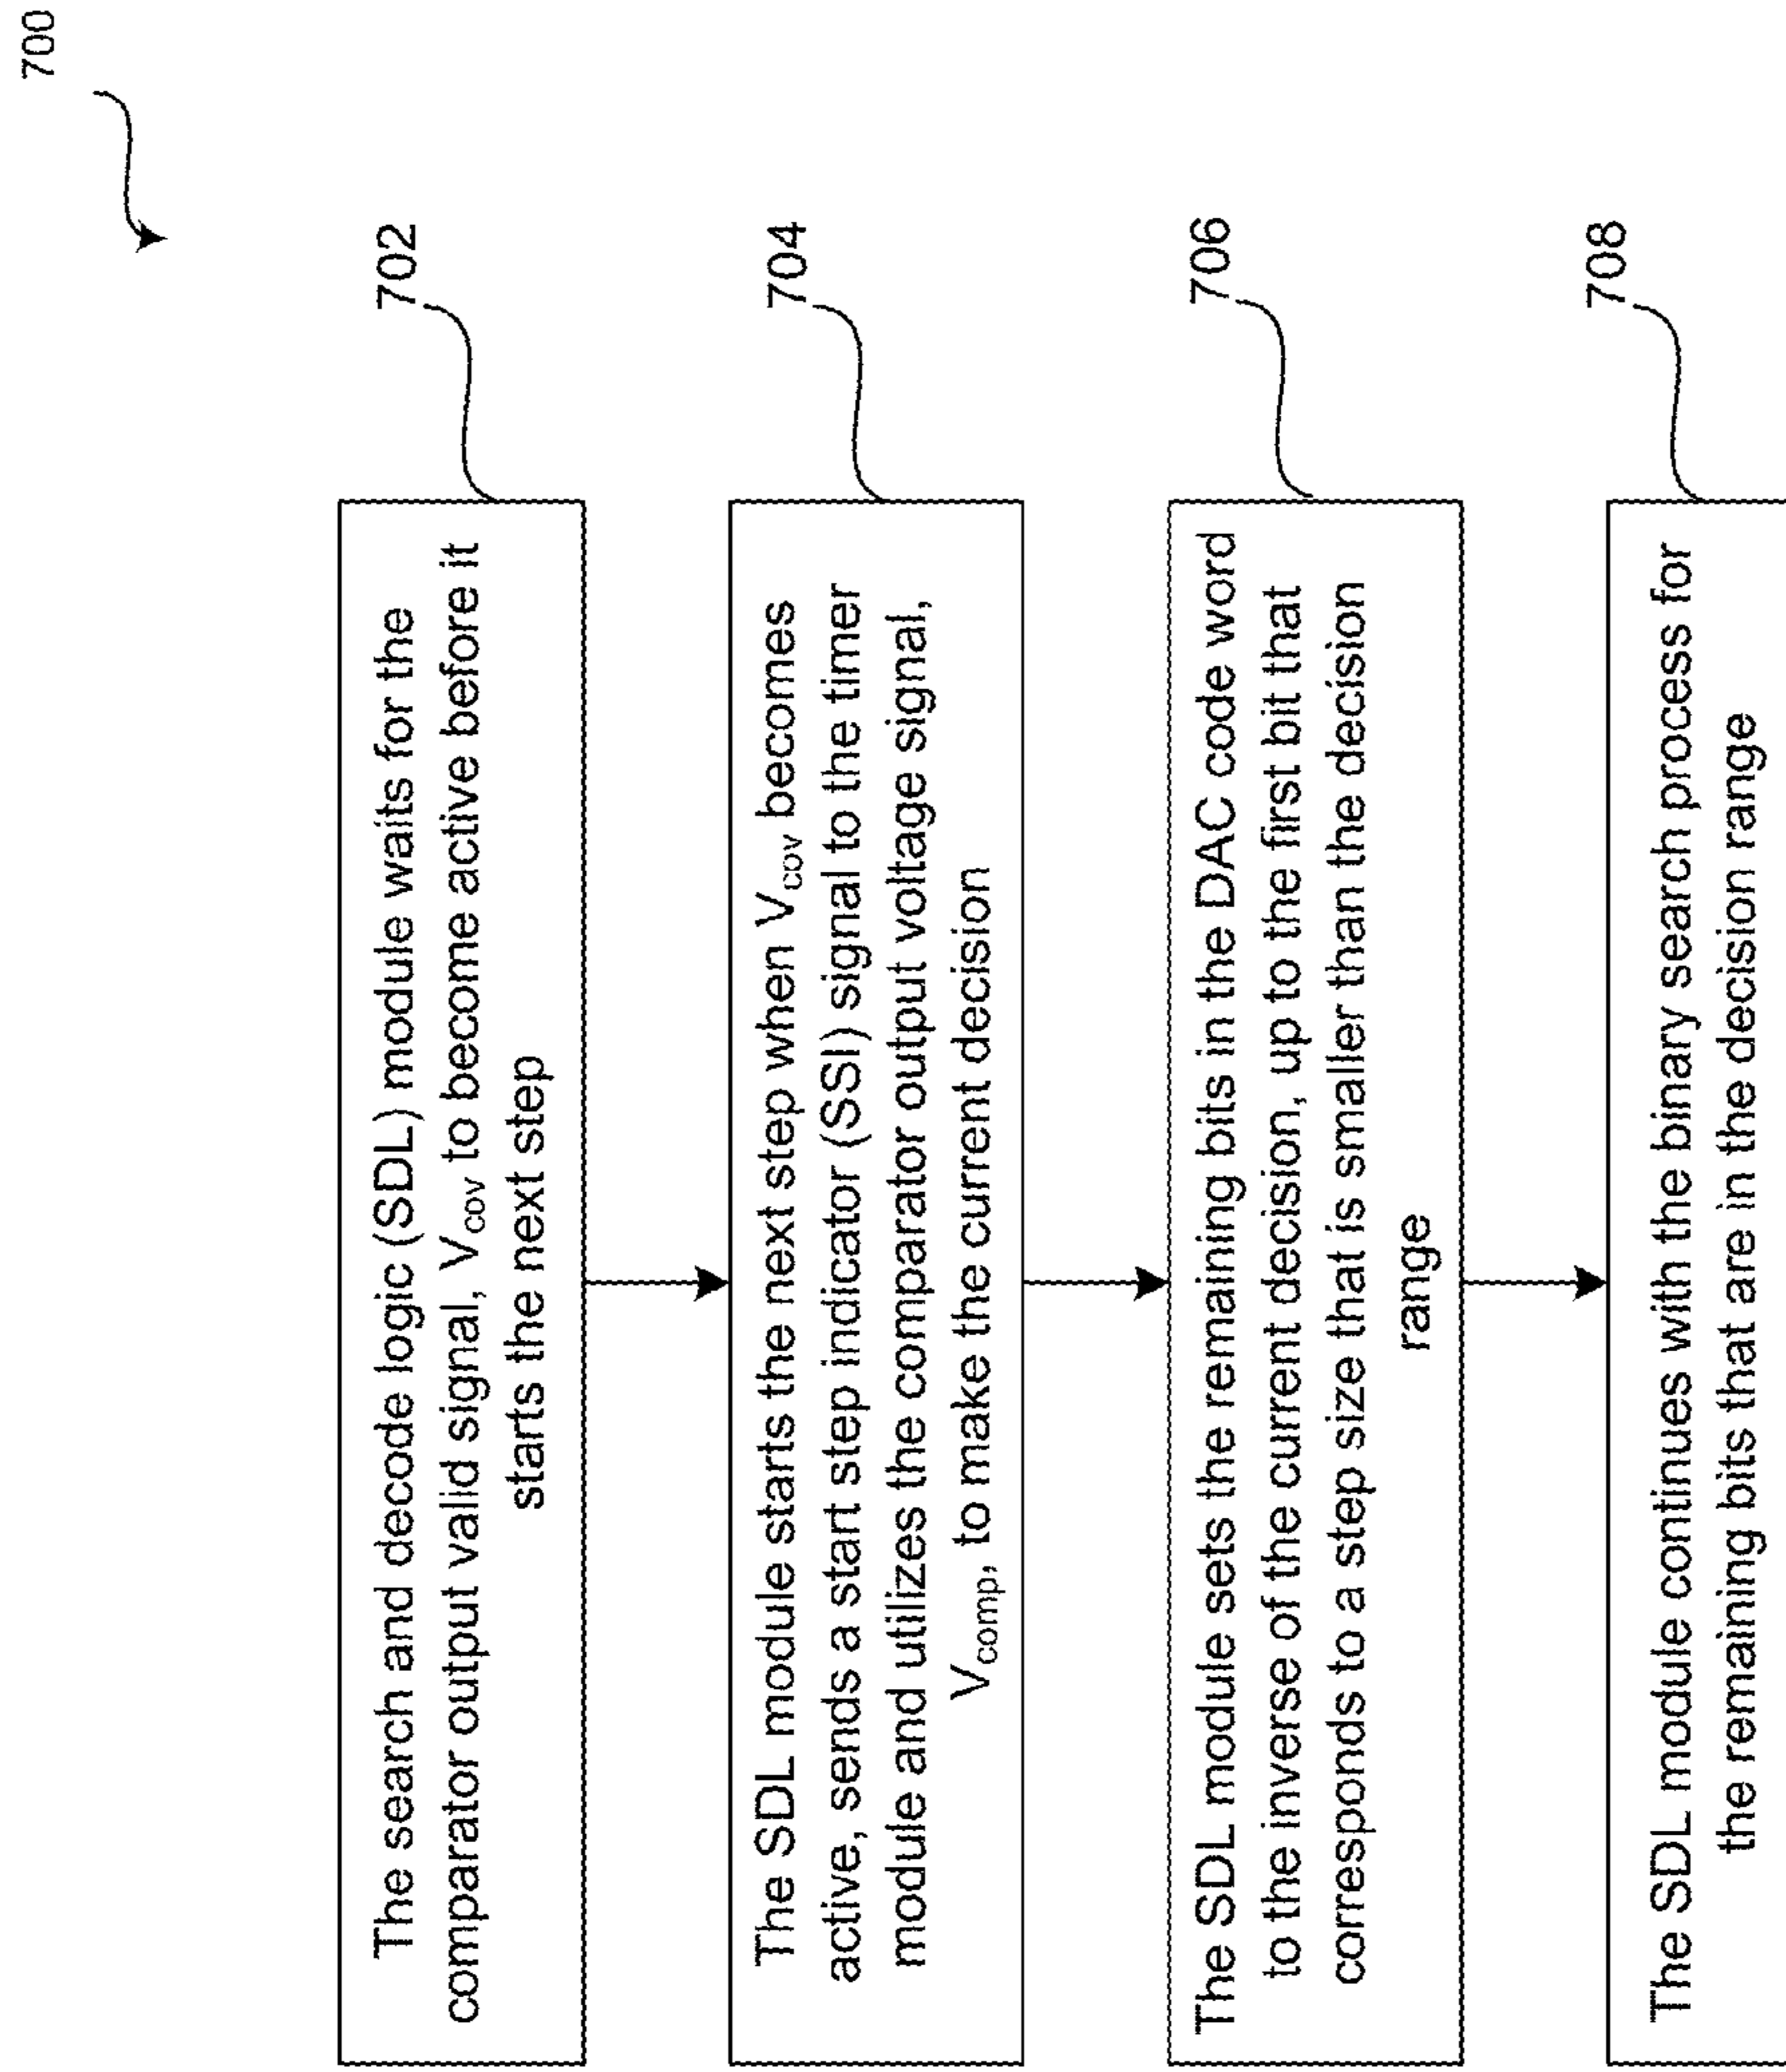 700
702
The search and decode logic (SDL) module waits for the
comparator output valid signal, Vcov to become active before it
starts the next step
704
The SDL module starts the next step when Vcov becomes
active, sends a start step indicator (SSI) signal to the timer
module and utilizes the comparator output voltage signal,
Vcomp, to make the current decision
706
The SDL module sets the remaining bits in the DAC code word
to the inverse of the current decision, up to the first bit that
corresponds to a step size that is smaller than the decision
range
708
The SDL module continues with the binary search process for
the remaining bits that are in the decision range